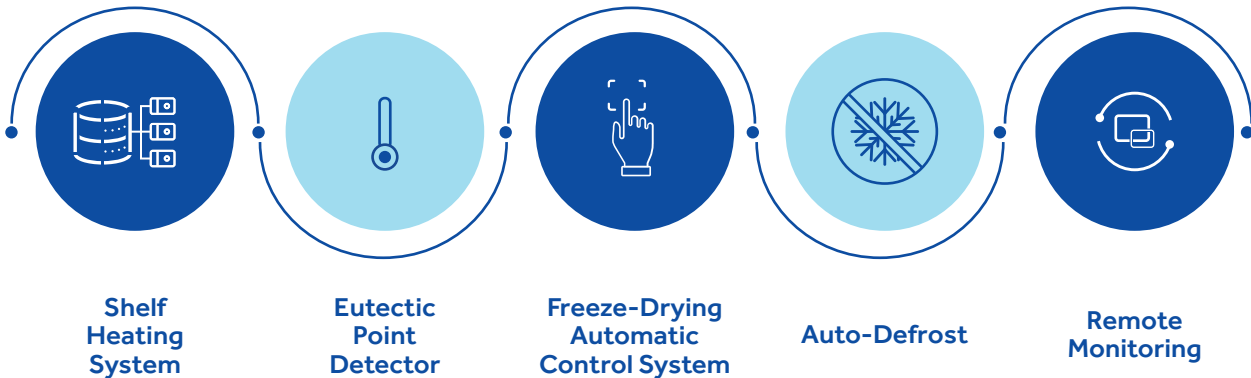 Shelf
Heating
System
Eutectic
Point
Detector
Freeze-Drying
Automatic
Control System
Auto-Defrost
Remote
Monitoring